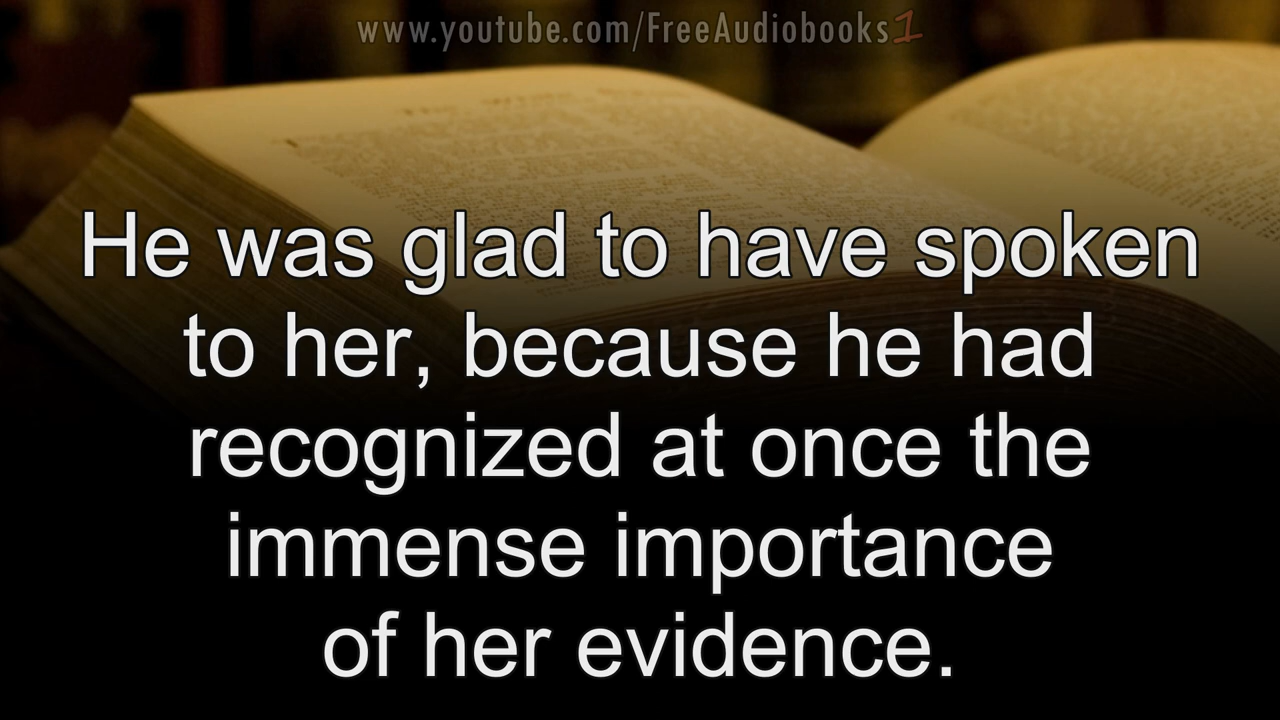 www.youtube.com/FreeAudiobooks1
He was glad to have spoken
to her, because he had
recognized at once the
immense importance
of her evidence.